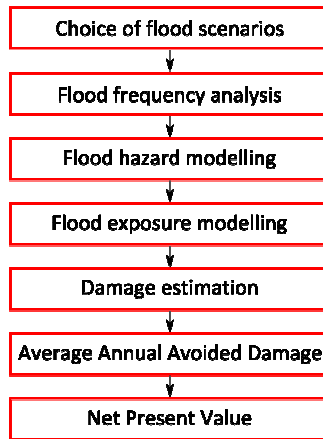 Choice of flood scenarios
Flood frequency analysis
Flood hazard modelling
Flood exposure modelling
Damage estimation
Average Annual Avoided Damage
Net Present Value